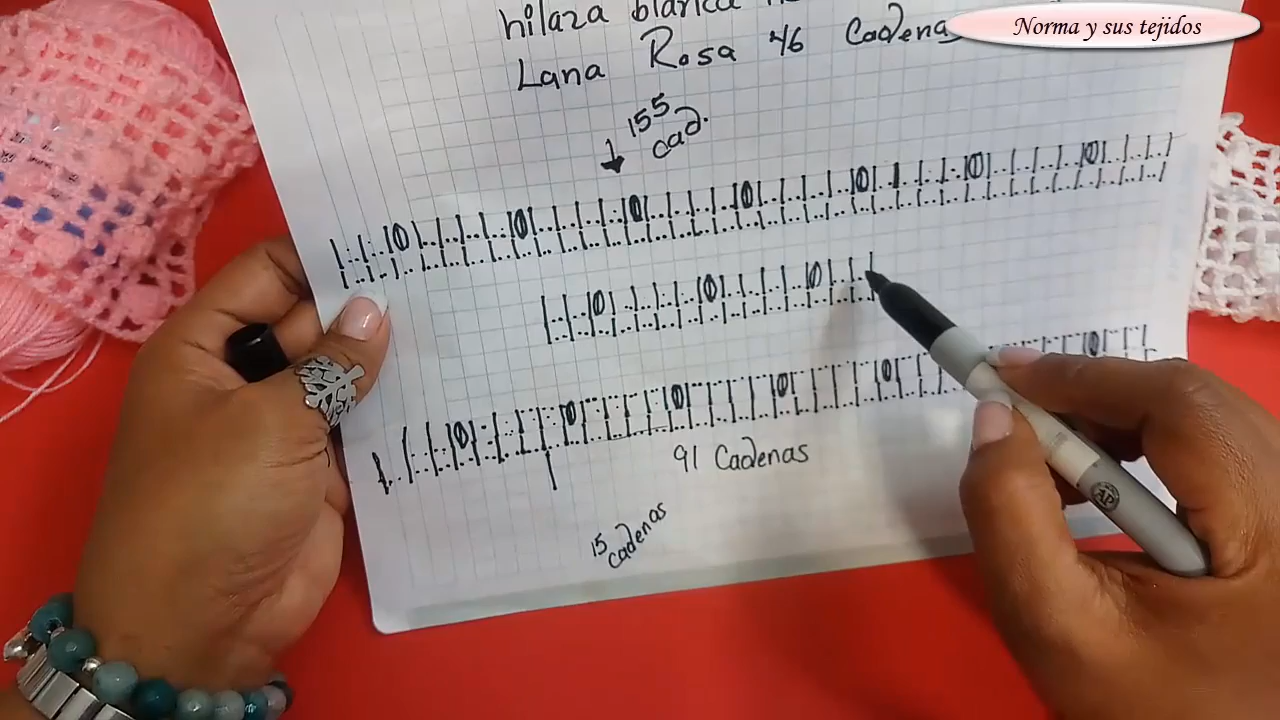 hilaza blanca
Norma y sus tejidos
Lana Rosa 46 Cadenas
155
cad.
91 Cadenas
15
cadenas